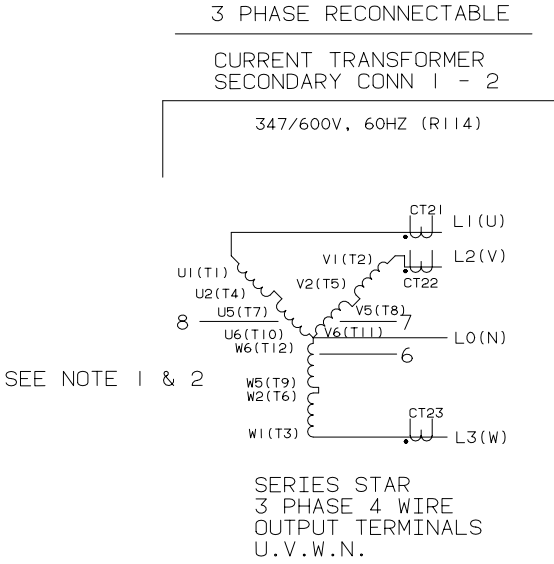 3 PHASE RECONNECTABLE
CURRENT TRANSFORMER
SECONDARY CONN 1 - 2
347/600V, 60HZ (R114)
CT21
L1(U)
V1(T2)
L2(V)
U1(T1)
V2(T5)
CT22
U2(T4)
U5(T7)
V5(T8)
8
7
U6(T10)
V6(T11)
L0(N)
W6(T12)
6
SEE NOTE 1 & 2
W5(T9)
W2(T6)
CT23
W1(T3)
L3(W)
SERIES STAR
3 PHASE 4 WIRE
OUTPUT TERMINALS
U.V.W.N.